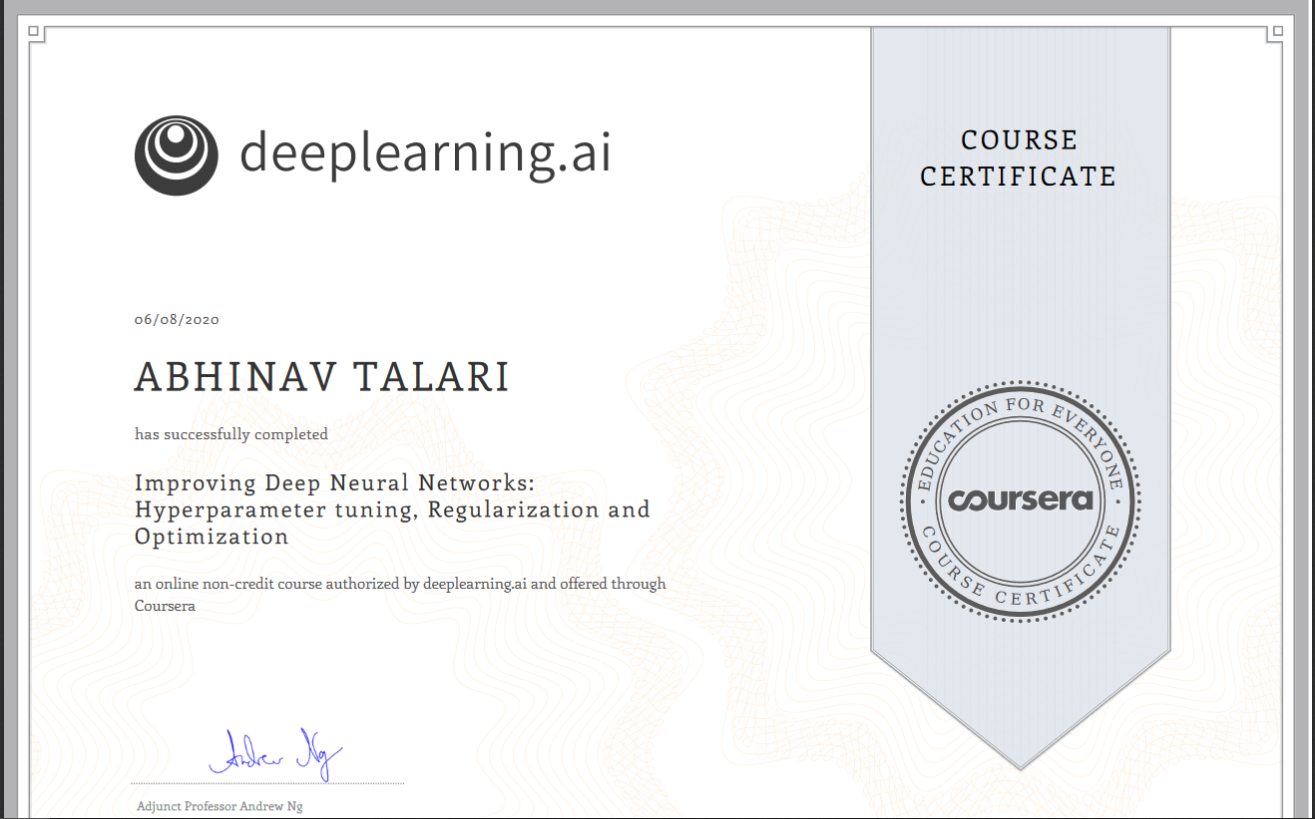 deeplearning.ai
COURSE
CERTIFICATE
06/08/2020
ABHINAV TALARI
has successfully completed
Improving Deep Neural Networks:
Hyperparameter tuning, Regularization and
Optimization
an online non-credit course authorized by deeplearning.ai and offered through
Coursera
EDUCATION FOR EVERYONE
coursera
COURSE CERTIFICATE
Andrew Ng
Adjunct Professor Andrew Ng